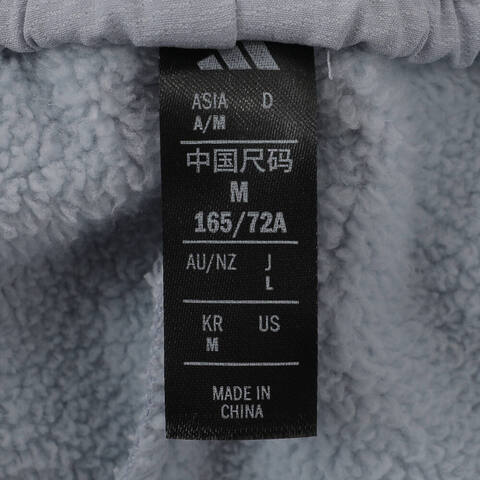 ASIA D
A/M
中国尺码
M
165/72A
AU/NZ J
L
KR US
M
MADE IN
CHINA